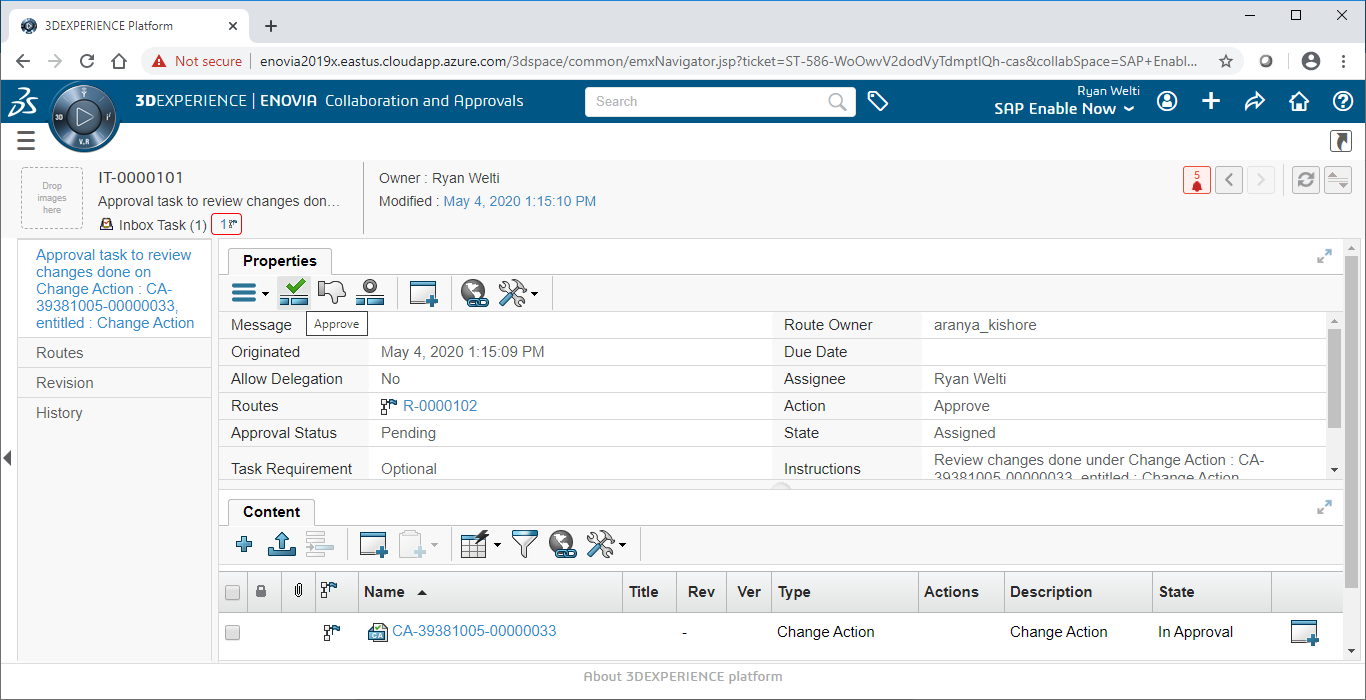 3DEXPERIENCE Platform
Not secure
enovia2019x.eastus.cloudapp.azure.com/3dspace/common/emxNavigator.jsp?ticket=ST-586-WoOwvV2dodVyTdmptIQh-cas&collabSpace=SAP+Enabl...
3DEXPERIENCE | ENOVIA Collaboration and Approvals
Search
Ryan Welti
SAP Enable Now
3D
V.R
Drop images here
IT-0000101
Approval task to review changes don...
Inbox Task (1) 1
Owner : Ryan Welti
Modified : May 4, 2020 1:15:10 PM
5
Approval task to review
changes done on
Change Action : CA-
39381005-00000033,
entitled : Change Action
Routes
Revision
History
Properties
Approve
Message
Route Owner aranya_kishore
Originated May 4, 2020 1:15:09 PM
Due Date
Allow Delegation No
Assignee Ryan Welti
Routes R-0000102
Action Approve
Approval Status Pending
State Assigned
Task Requirement Optional
Instructions Review changes done under Change Action : CA-
39381005-00000033, entitled : Change Action
Content
Name Title Rev Ver Type Actions Description State
CA CA-39381005-00000033 - Change Action Change Action In Approval
About 3DEXPERIENCE platform